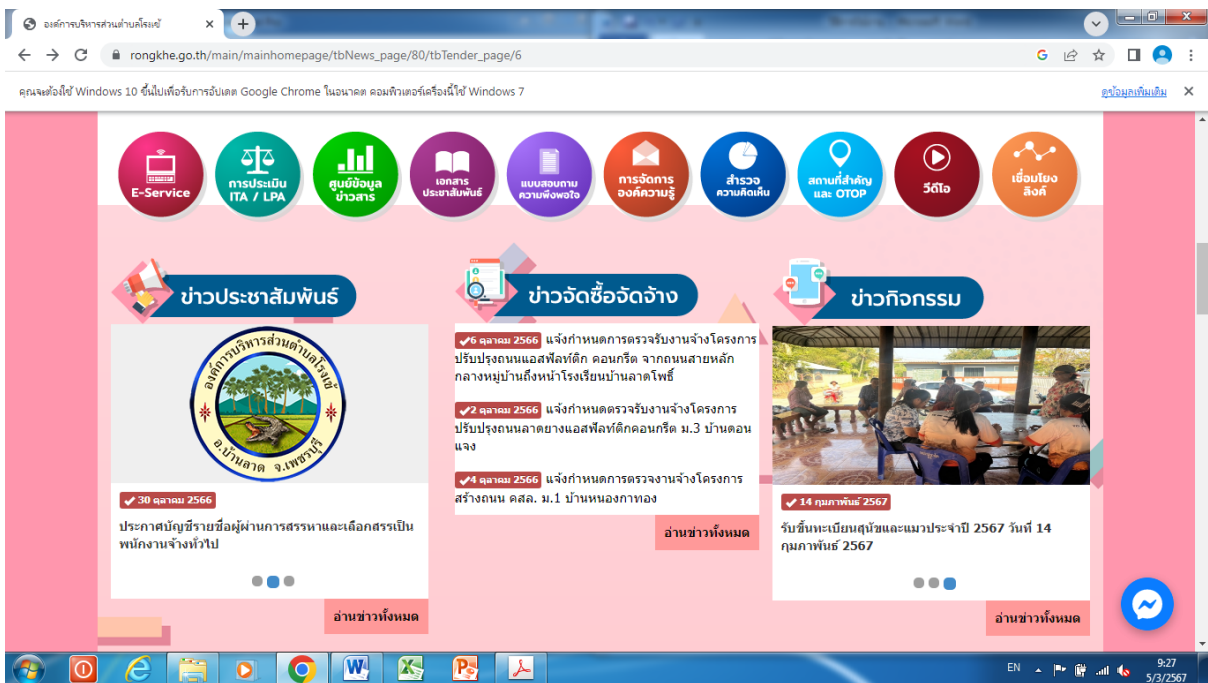 องค์การบริหารส่วนตำบลโรงเข้
rongkhe.go.th/main/mainhomepage/tbNews_page/80/tbTender_page/6
คุณจะต้องใช้ Windows 10 ขึ้นไปเพื่อรับการอัปเดต Google Chrome ในอนาคต คอมพิวเตอร์เครื่องนี้ใช้ Windows 7
ดูข้อมูลเพิ่มเติม
E-Service
การประเมิน
ITA / LPA
ศูนย์ข้อมูล
ข่าวสาร
เอกสาร
ประชาสัมพันธ์
แบบสอบถาม
ความพึงพอใจ
การจัดการ
องค์ความรู้
สำรวจ
ความคิดเห็น
สถานที่สำคัญ
และ OTOP
วีดีโอ
เชื่อมโยง
ลิงค์
ข่าวประชาสัมพันธ์
องค์การบริหารส่วนตำบลโรงเข้
อ.บ้านลาด จ.เพชรบุรี
30 ตุลาคม 2566
ประกาศบัญชีรายชื่อผู้ผ่านการสรรหาและเลือกสรรเป็น
พนักงานจ้างทั่วไป
อ่านข่าวทั้งหมด
ข่าวจัดซื้อจัดจ้าง
6 ตุลาคม 2566 แจ้งกำหนดการตรวจรับงานจ้างโครงการ
ปรับปรุงถนนแอสฟัลท์ติก คอนกรีต จากถนนสายหลัก
กลางหมู่บ้านถึงหน้าโรงเรียนบ้านลาดโพธิ์
2 ตุลาคม 2566 แจ้งกำหนดตรวจรับงานจ้างโครงการ
ปรับปรุงถนนลาดยางแอสฟัลท์ติกคอนกรีต ม.3 บ้านดอน
แจง
4 ตุลาคม 2566 แจ้งกำหนดการตรวจงานจ้างโครงการ
สร้างถนน คสล. ม.1 บ้านหนองกาทอง
อ่านข่าวทั้งหมด
ข่าวกิจกรรม
14 กุมภาพันธ์ 2567
รับขึ้นทะเบียนสุนัขและแมวประจำปี 2567 วันที่ 14
กุมภาพันธ์ 2567
อ่านข่าวทั้งหมด
EN
9:27
5/3/2567